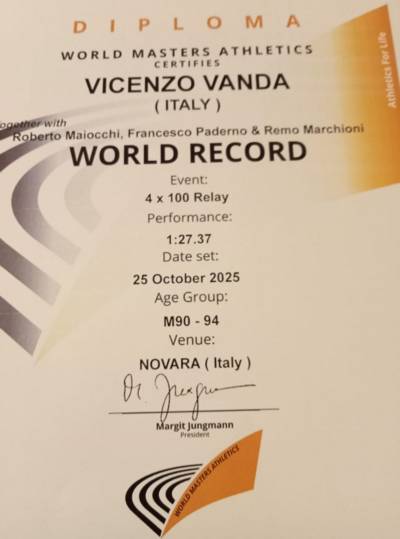 DIPLOMA
WORLD MASTERS ATHLETICS
CERTIFIES
VICENZO VANDA
( ITALY )
Together with
Roberto Maiocchi, Francesco Paderno & Remo Marchioni
WORLD RECORD
Event:
4 x 100 Relay
Performance:
1:27.37
Date set:
25 October 2025
Age Group:
M90 - 94
Venue:
NOVARA ( Italy )
Margit Jungmann
President
WORLD MASTERS ATHLETICS
Athletics For Life